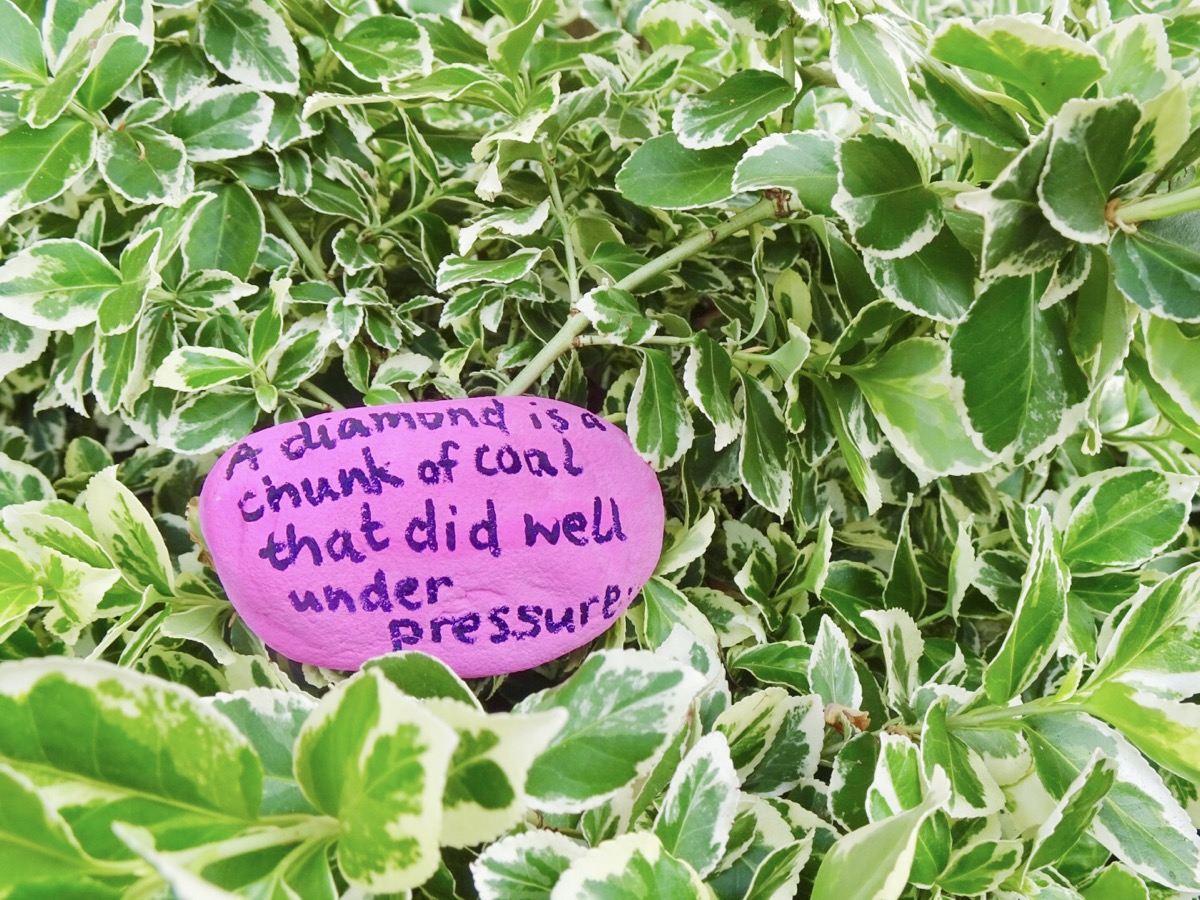 A diamond is a
chunk of coal
that did well
under
pressure.